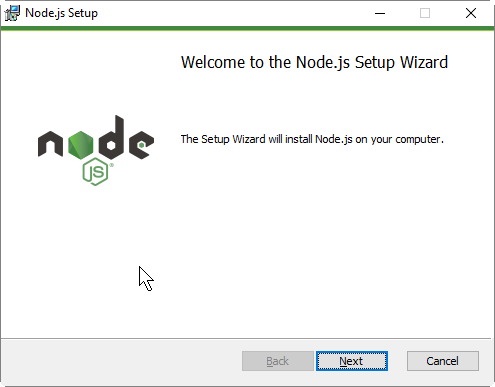 Node.js Setup
Welcome to the Node.js Setup Wizard
node
JS®
The Setup Wizard will install Node.js on your computer.
Back Next Cancel